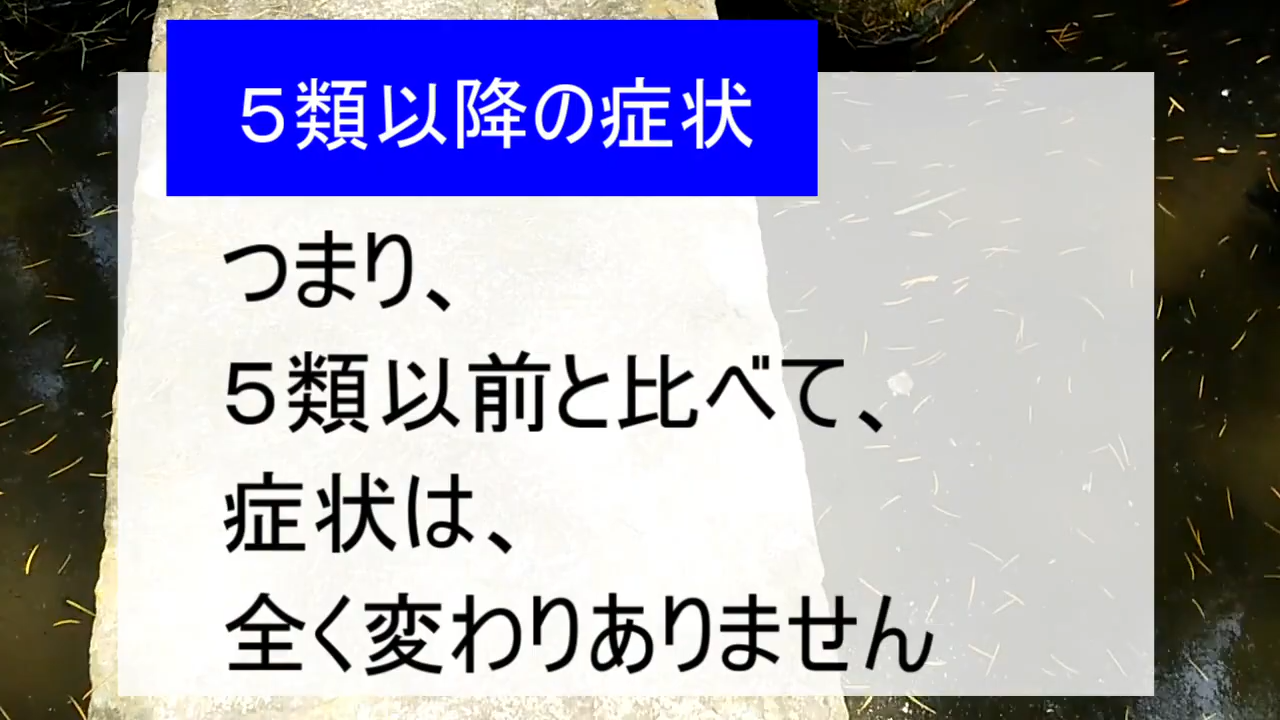 ５類以降の症状
つまり、
５類以前と比べて、
症状は、
全く変わりありません